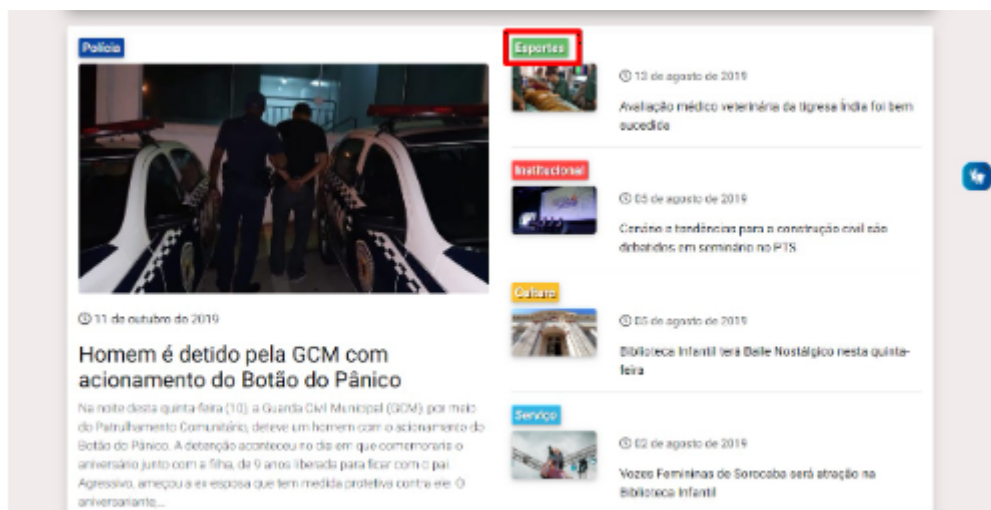 Polícia
11 de outubro de 2019
Homem é detido pela GCM com
acionamento do Botão do Pânico
Na noite desta quinta-feira (10), a Guarda Civil Municipal (GCM), por meio
do Patrulhamento Comunitário, deteve um homem com o acionamento do
Botão do Pânico. A detenção aconteceu no dia em que comemoraria o
aniversário junto com a filha, de 9 anos liberada para ficar com o pai.
Agressivo, ameçou a ex-esposa que tem medida protetiva contra ele. O
aniversariante...
Esportes
12 de agosto de 2019
Avaliação médico veterinária da tigresa Índia foi bem
sucedida
Institucional
05 de agosto de 2019
Cenário e tendências para a construção civil são
debatidos em seminário no PTS
Cultura
05 de agosto de 2019
Biblioteca Infantil terá Baile Nostálgico nesta quinta-
feira
Serviço
02 de agosto de 2019
Vozes Femininas de Sorocaba será atração na
Biblioteca Infantil